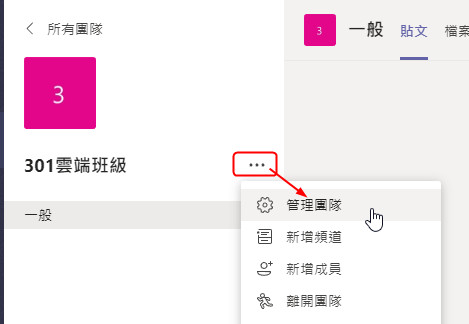 所有團隊
3
301雲端班級
一般
3
一般
貼文
檔案
管理團隊
新增頻道
新增成員
離開團隊